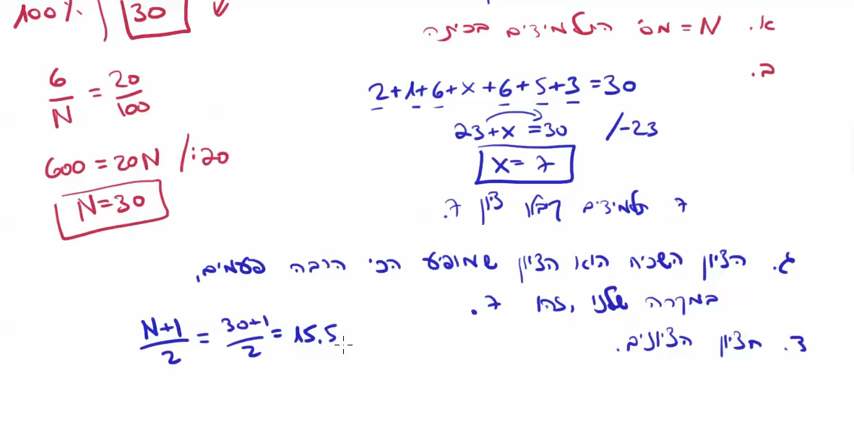 100% | 30
א. N = מס׳ התלמידים בכיתה
6/N = 20/100
600 = 20N /:20
N=30
ב.
2+1+6+x+6+5+3=30
23+x=30 /-23
x=7
7 תלמידים קיבלו ציון 7.
ג. הציון השכיח הוא הציון שמופיע הכי הרבה פעמים,
במקרה שלנו, זהו 7.
ד. חציון הציונים.
N+1/2 = 30+1/2 = 15.5